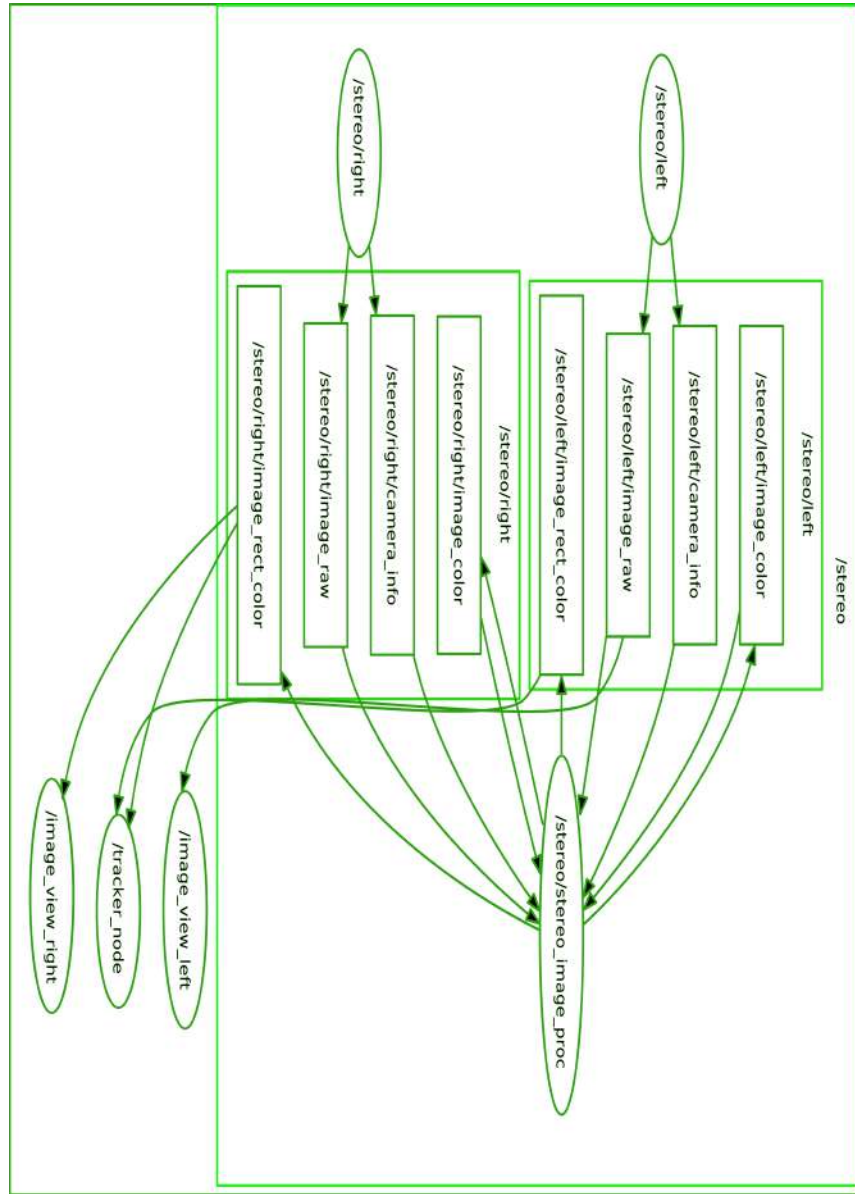 /stereo
/stereo/left
/stereo/left
/stereo/left/image_color
/stereo/left/camera_info
/stereo/left/image_raw
/stereo/left/image_rect_color
/stereo/right
/stereo/right
/stereo/right/image_color
/stereo/right/camera_info
/stereo/right/image_raw
/stereo/right/image_rect_color
/stereo/stereo_image_proc
/image_view_left
/tracker_node
/image_view_right